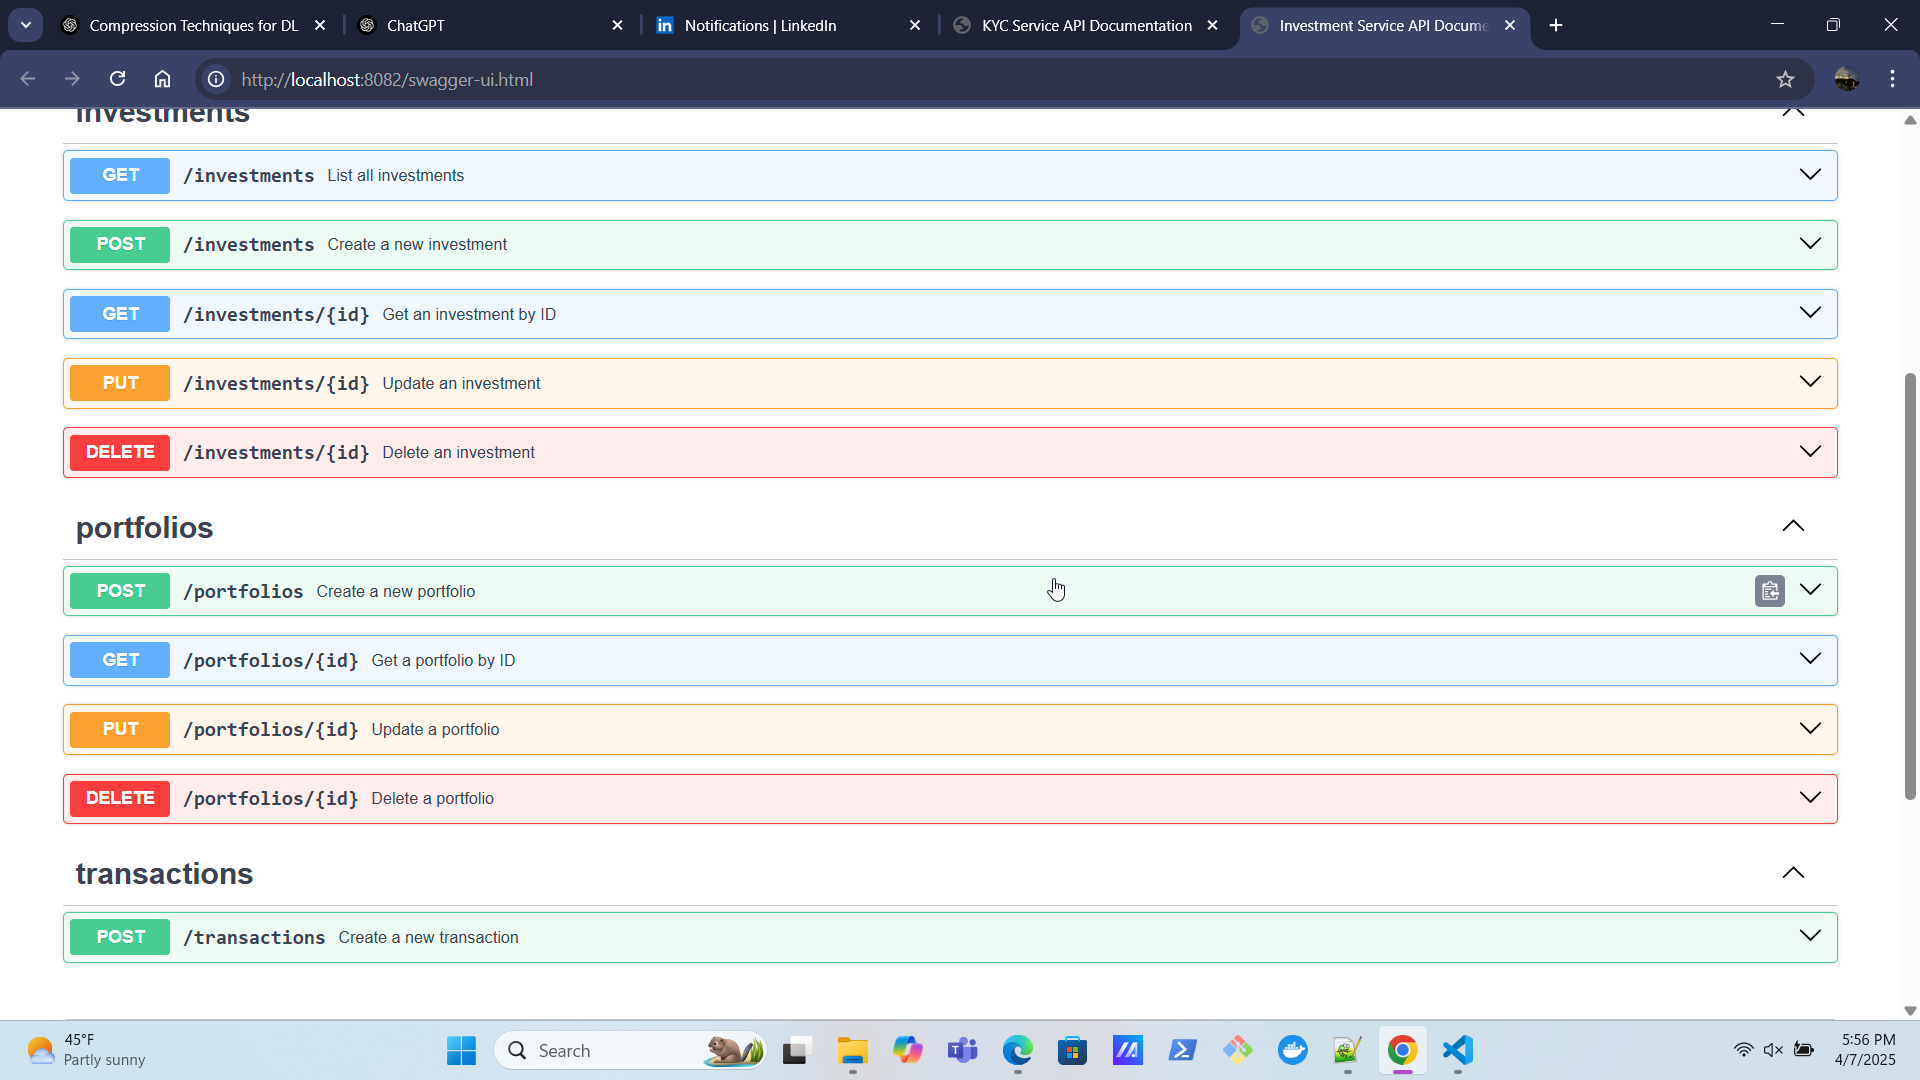 Compression Techniques for DL
ChatGPT
Notifications | LinkedIn
KYC Service API Documentation
Investment Service API Docume
http://localhost:8082/swagger-ui.html
investments
GET /investments List all investments
POST /investments Create a new investment
GET /investments/{id} Get an investment by ID
PUT /investments/{id} Update an investment
DELETE /investments/{id} Delete an investment
portfolios
POST /portfolios Create a new portfolio
GET /portfolios/{id} Get a portfolio by ID
PUT /portfolios/{id} Update a portfolio
DELETE /portfolios/{id} Delete a portfolio
transactions
POST /transactions Create a new transaction
45°F
Partly sunny
Search
5:56 PM
4/7/2025